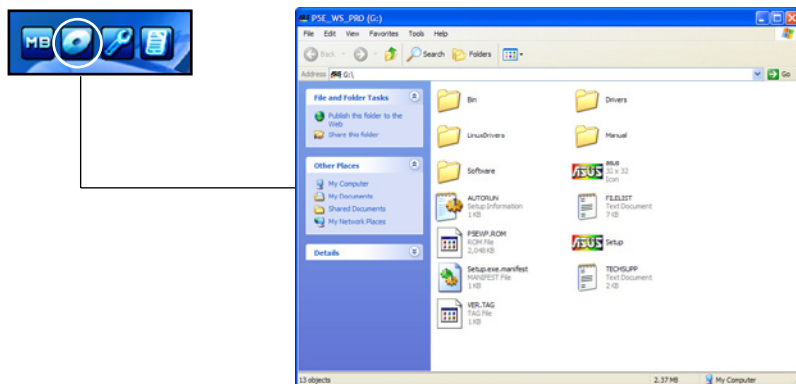 MB
P5E_WS_PRO (G:)
File Edit View Favorites Tools Help
Back Search Folders
Address G:\ Go
File and Folder Tasks
Publish this folder to the
Web
Share this folder
Other Places
My Computer
My Documents
Shared Documents
My Network Places
Details
Bin
Drivers
LinuxDrivers
Manual
Software
ASUS
asus
32 x 32
Icon
AUTORUN
Setup Information
1 KB
FILELIST
Text Document
7 KB
P5EWP.ROM
ROM File
2,048 KB
ASUS
Setup
Setup.exe.manifest
MANIFEST File
1 KB
TECHSUPP
Text Document
2 KB
VER.TAG
TAG File
1 KB
13 objects 2.37 MB My Computer